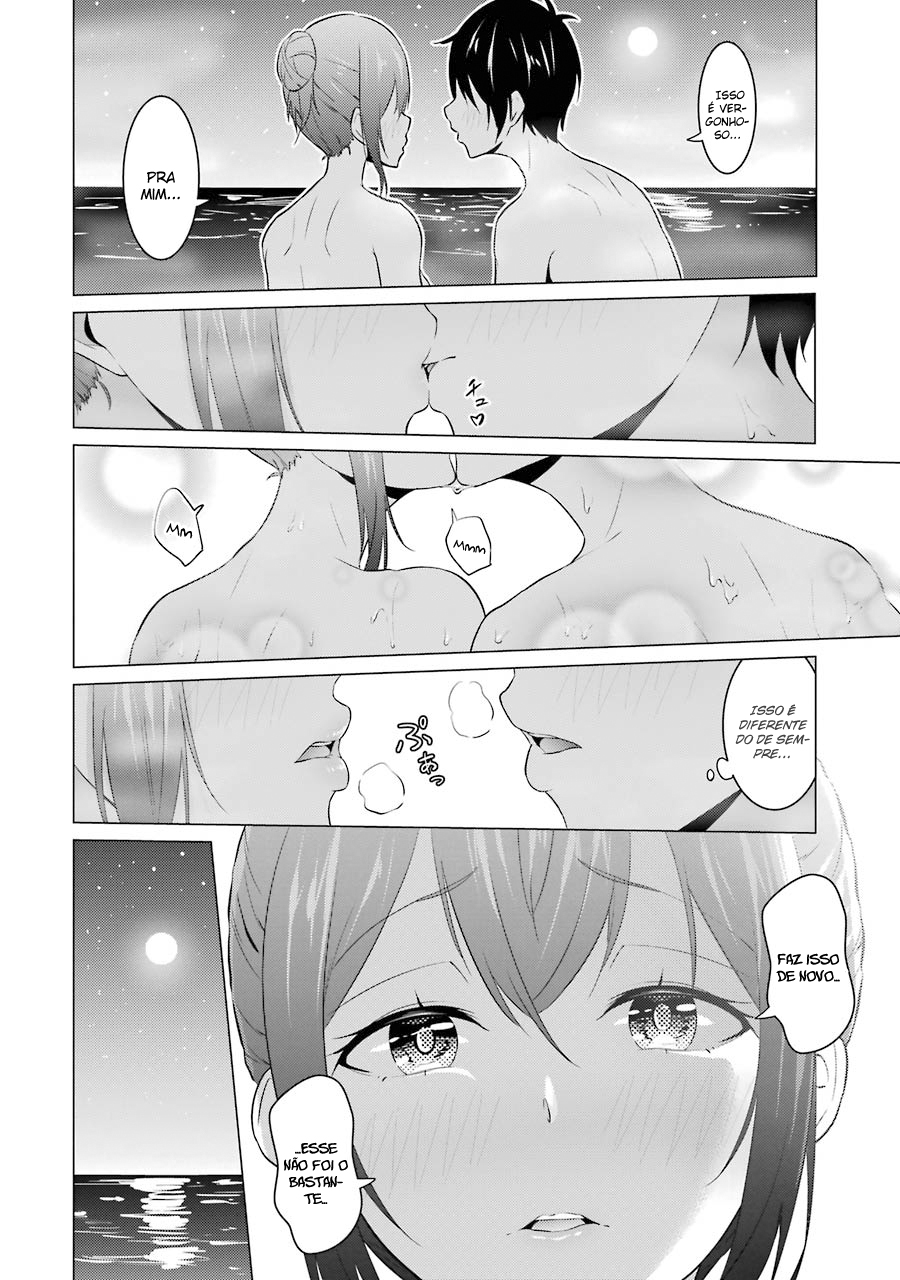 ISSO
É VER-
GONHO-
SO...
PRA
MIM...
チュ♡
MM
MMM
ISSO É
DIFERENTE
DO DE SEM-
PRE...
ぷぁっ
FAZ ISSO
DE NOVO..
..ESSE
NÃO FOI O
BASTAN-
TE..